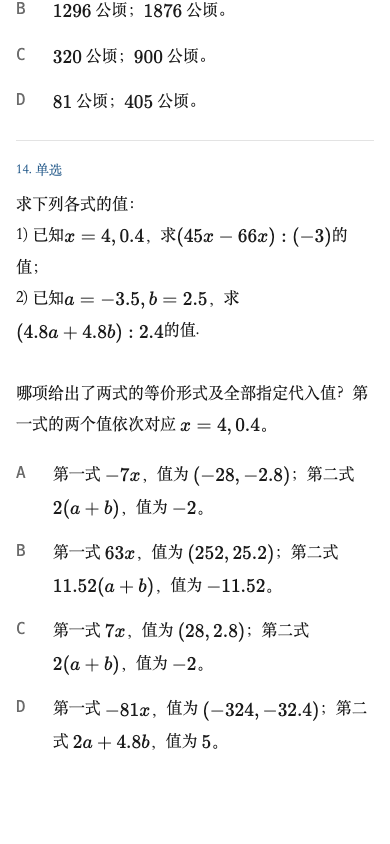 B 1296 公顷；1876 公顷。
C 320 公顷；900 公顷。
D 81 公顷；405 公顷。
14. 单选
求下列各式的值：
1) 已知x = 4, 0.4，求(45x − 66x) : (−3)的
值；
2) 已知a = −3.5, b = 2.5，求
(4.8a + 4.8b) : 2.4的值.
哪项给出了两式的等价形式及全部指定代入值？第
一式的两个值依次对应 x = 4, 0.4。
A 第一式 −7x，值为 (−28, −2.8)；第二式
2(a + b)，值为 −2。
B 第一式 63x，值为 (252, 25.2)；第二式
11.52(a + b)，值为 −11.52。
C 第一式 7x，值为 (28, 2.8)；第二式
2(a + b)，值为 −2。
D 第一式 −81x，值为 (−324, −32.4)；第二
式 2a + 4.8b，值为 5。